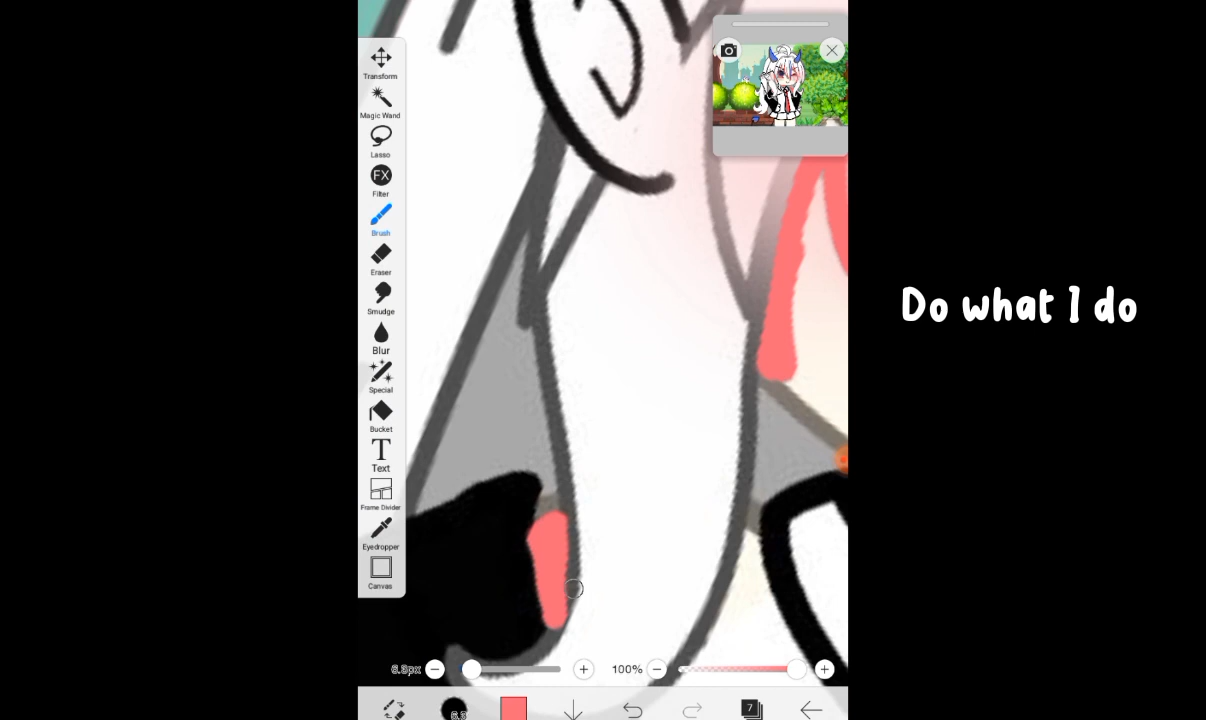 Transform
Magic Wand
Lasso
FX
Filter
Brush
Eraser
Smudge
Blur
Special
Bucket
T
Text
Frame Divider
Eyedropper
Canvas
Do what I do
100%
7